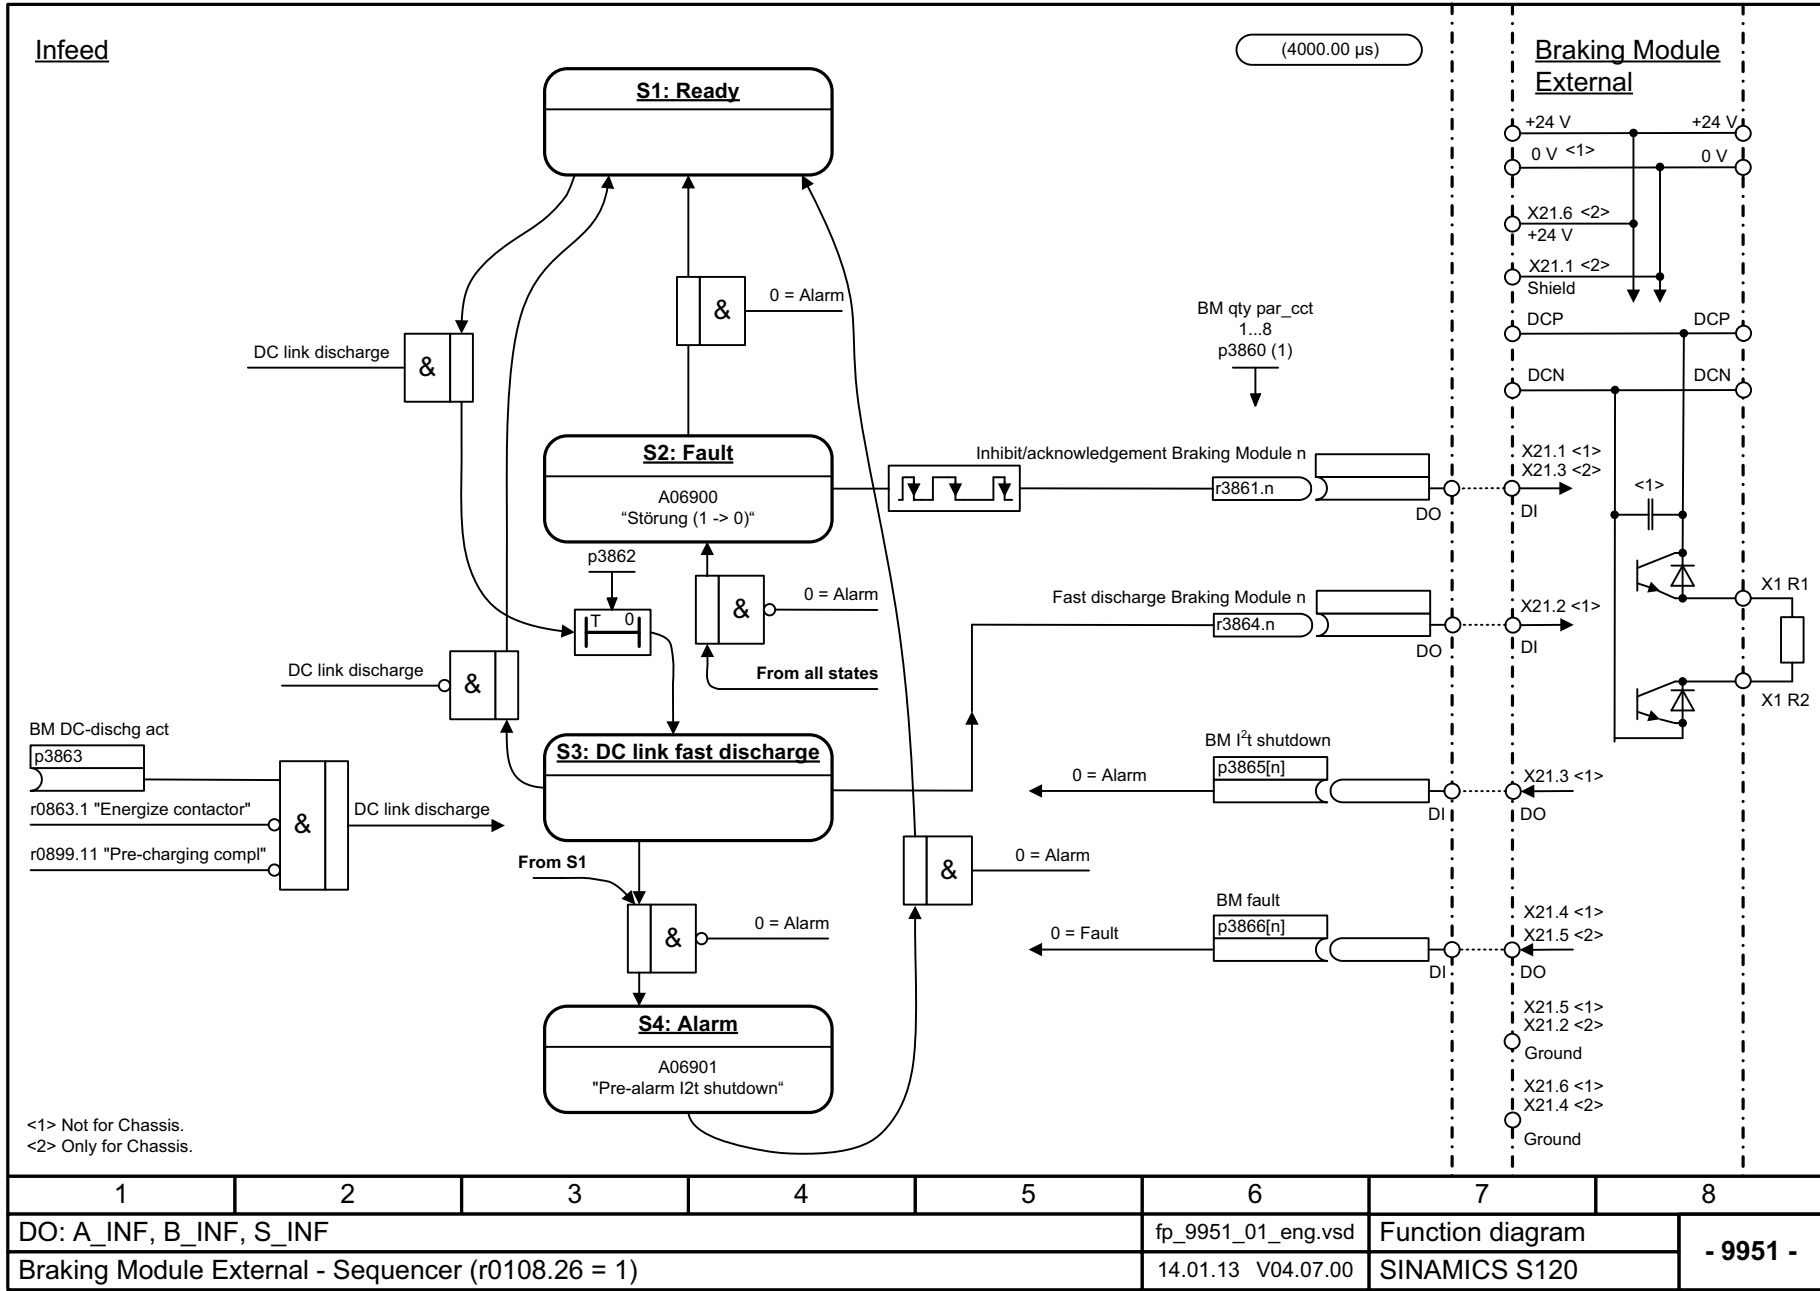 Infeed
(4000.00 µs)
Braking Module
External
S1: Ready
+24 V
+24 V
0 V <1>
0 V
X21.6 <2>
+24 V
X21.1 <2>
Shield
&
0 = Alarm
BM qty par_cct
1...8
p3860 (1)
DCP
DCP
DC link discharge
&
DCN
DCN
S2: Fault
A06900
“Störung (1 -> 0)“
Inhibit/acknowledgement Braking Module n
r3861.n
DO
X21.1 <1>
X21.3 <2>
DI
<1>
p3862
T 0
&
0 = Alarm
From all states
Fast discharge Braking Module n
r3864.n
DO
X21.2 <1>
DI
X1 R1
X1 R2
DC link discharge
&
BM DC-dischg act
p3863
r0863.1 "Energize contactor"
r0899.11 "Pre-charging compl"
&
DC link discharge
S3: DC link fast discharge
BM I²t shutdown
p3865[n]
0 = Alarm
DI
X21.3 <1>
DO
From S1
&
0 = Alarm
&
0 = Alarm
BM fault
p3866[n]
0 = Fault
DI
X21.4 <1>
X21.5 <2>
DO
S4: Alarm
A06901
"Pre-alarm I2t shutdown“
X21.5 <1>
X21.2 <2>
Ground
X21.6 <1>
X21.4 <2>
Ground
<1> Not for Chassis.
<2> Only for Chassis.
1 2 3 4 5 6 7 8
DO: A_INF, B_INF, S_INF
fp_9951_01_eng.vsd
Function diagram
- 9951 -
Braking Module External - Sequencer (r0108.26 = 1)
14.01.13 V04.07.00
SINAMICS S120